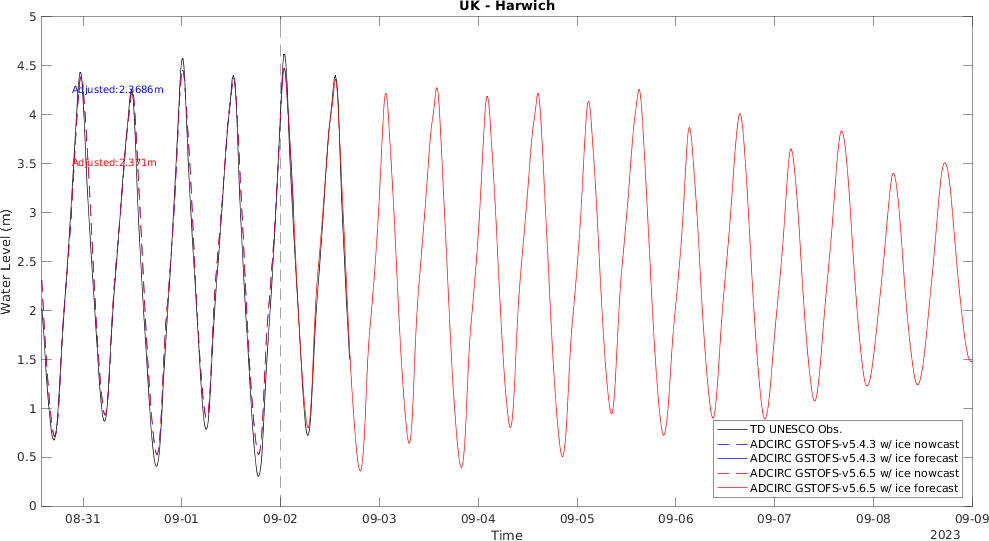 UK - Harwich
5
4.5
4
3.5
3
2.5
2
1.5
1
0.5
0
Water Level (m)
Adjusted:2.3686m
Adjusted:2.371m
TD UNESCO Obs.
ADCIRC GSTOFS-v5.4.3 w/ ice nowcast
ADCIRC GSTOFS-v5.4.3 w/ ice forecast
ADCIRC GSTOFS-v5.6.5 w/ ice nowcast
ADCIRC GSTOFS-v5.6.5 w/ ice forecast
08-31 09-01 09-02 09-03 09-04 09-05 09-06 09-07 09-08 09-09
Time
2023